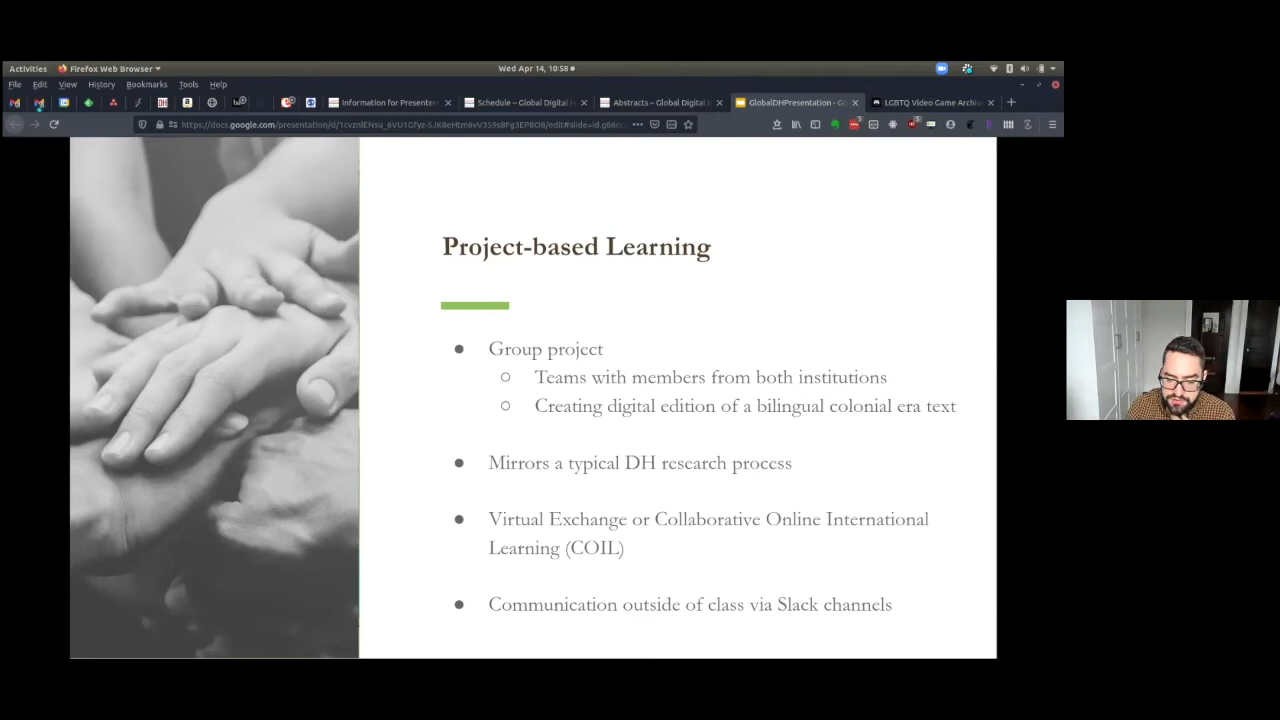 Activities Firefox Web Browser Wed Apr 14, 10:58
File Edit View History Bookmarks Tools Help
Information for Presenter Schedule – Global Digital H Abstracts – Global Digital H GlobalDHPresentation - Go LGBTQ Video Game Archiv
Project-based Learning
● Group project
○ Teams with members from both institutions
○ Creating digital edition of a bilingual colonial era text
● Mirrors a typical DH research process
● Virtual Exchange or Collaborative Online International
Learning (COIL)
● Communication outside of class via Slack channels